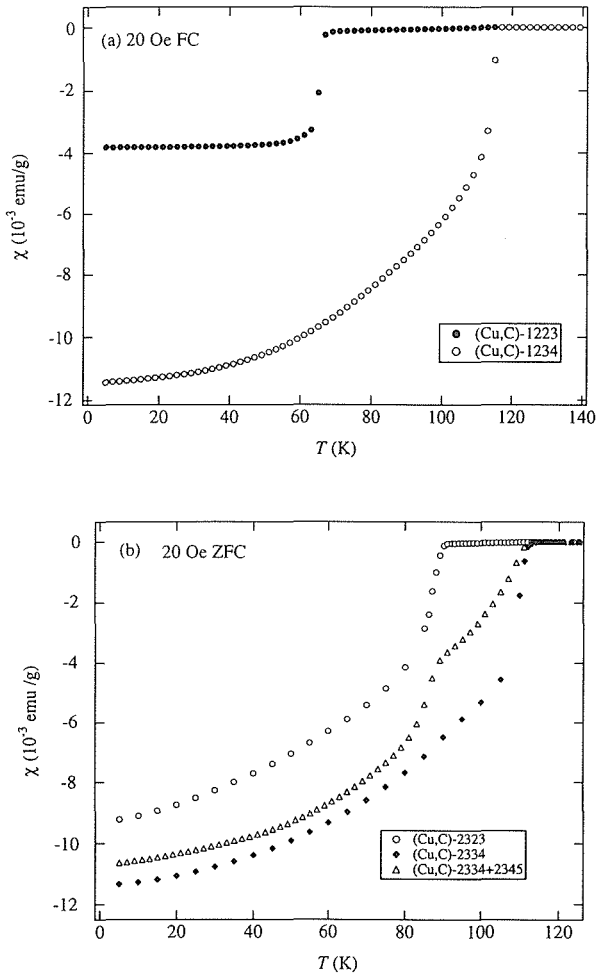 (a) 20 Oe FC
0
-2
-4
-6
-8
-10
-12
χ (10⁻³ emu/g)
(Cu,C)-1223
(Cu,C)-1234
0 20 40 60 80 100 120 140
T (K)
(b) 20 Oe ZFC
0
-2
-4
-6
-8
-10
-12
χ (10⁻³ emu /g)
(Cu,C)-2323
(Cu,C)-2334
(Cu,C)-2334+2345
0 20 40 60 80 100 120
T (K)